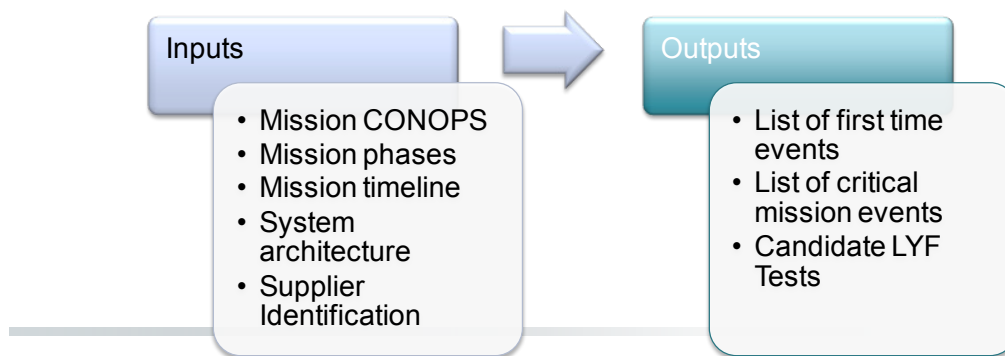 Inputs
• Mission CONOPS
• Mission phases
• Mission timeline
• System
architecture
• Supplier
Identification
Outputs
• List of first time
events
• List of critical
mission events
• Candidate LYF
Tests